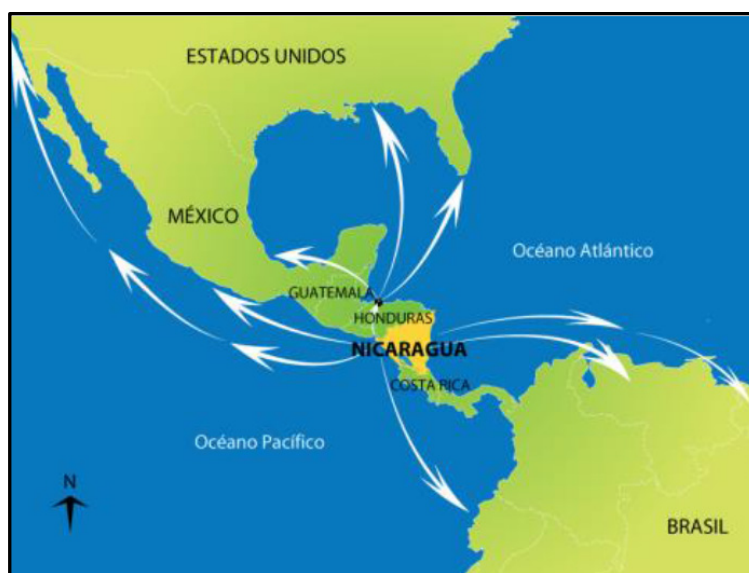 ESTADOS UNIDOS
MÉXICO
Océano Atlántico
GUATEMALA
HONDURAS
NICARAGUA
COSTA RICA
Océano Pacífico
N
BRASIL